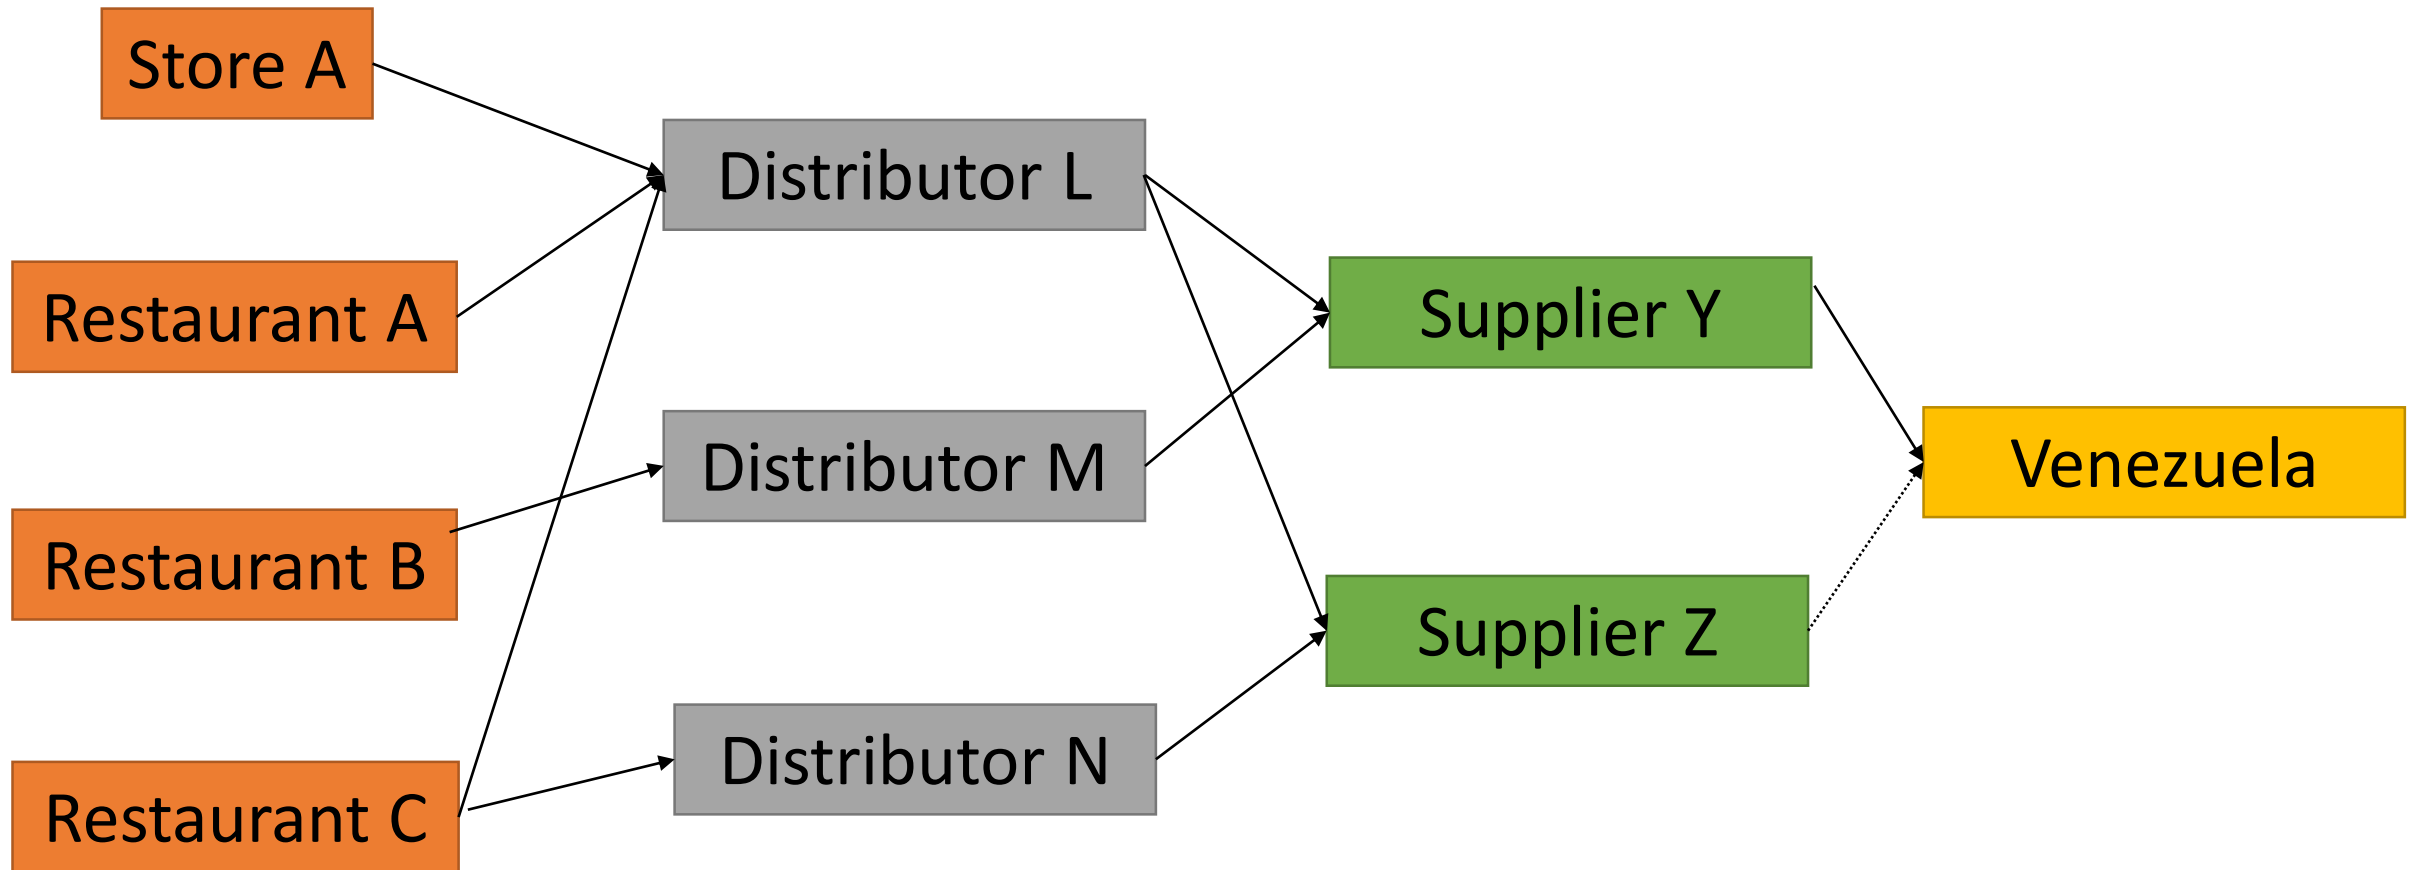 Store A
Restaurant A
Restaurant B
Restaurant C
Distributor L
Distributor M
Distributor N
Supplier Y
Supplier Z
Venezuela